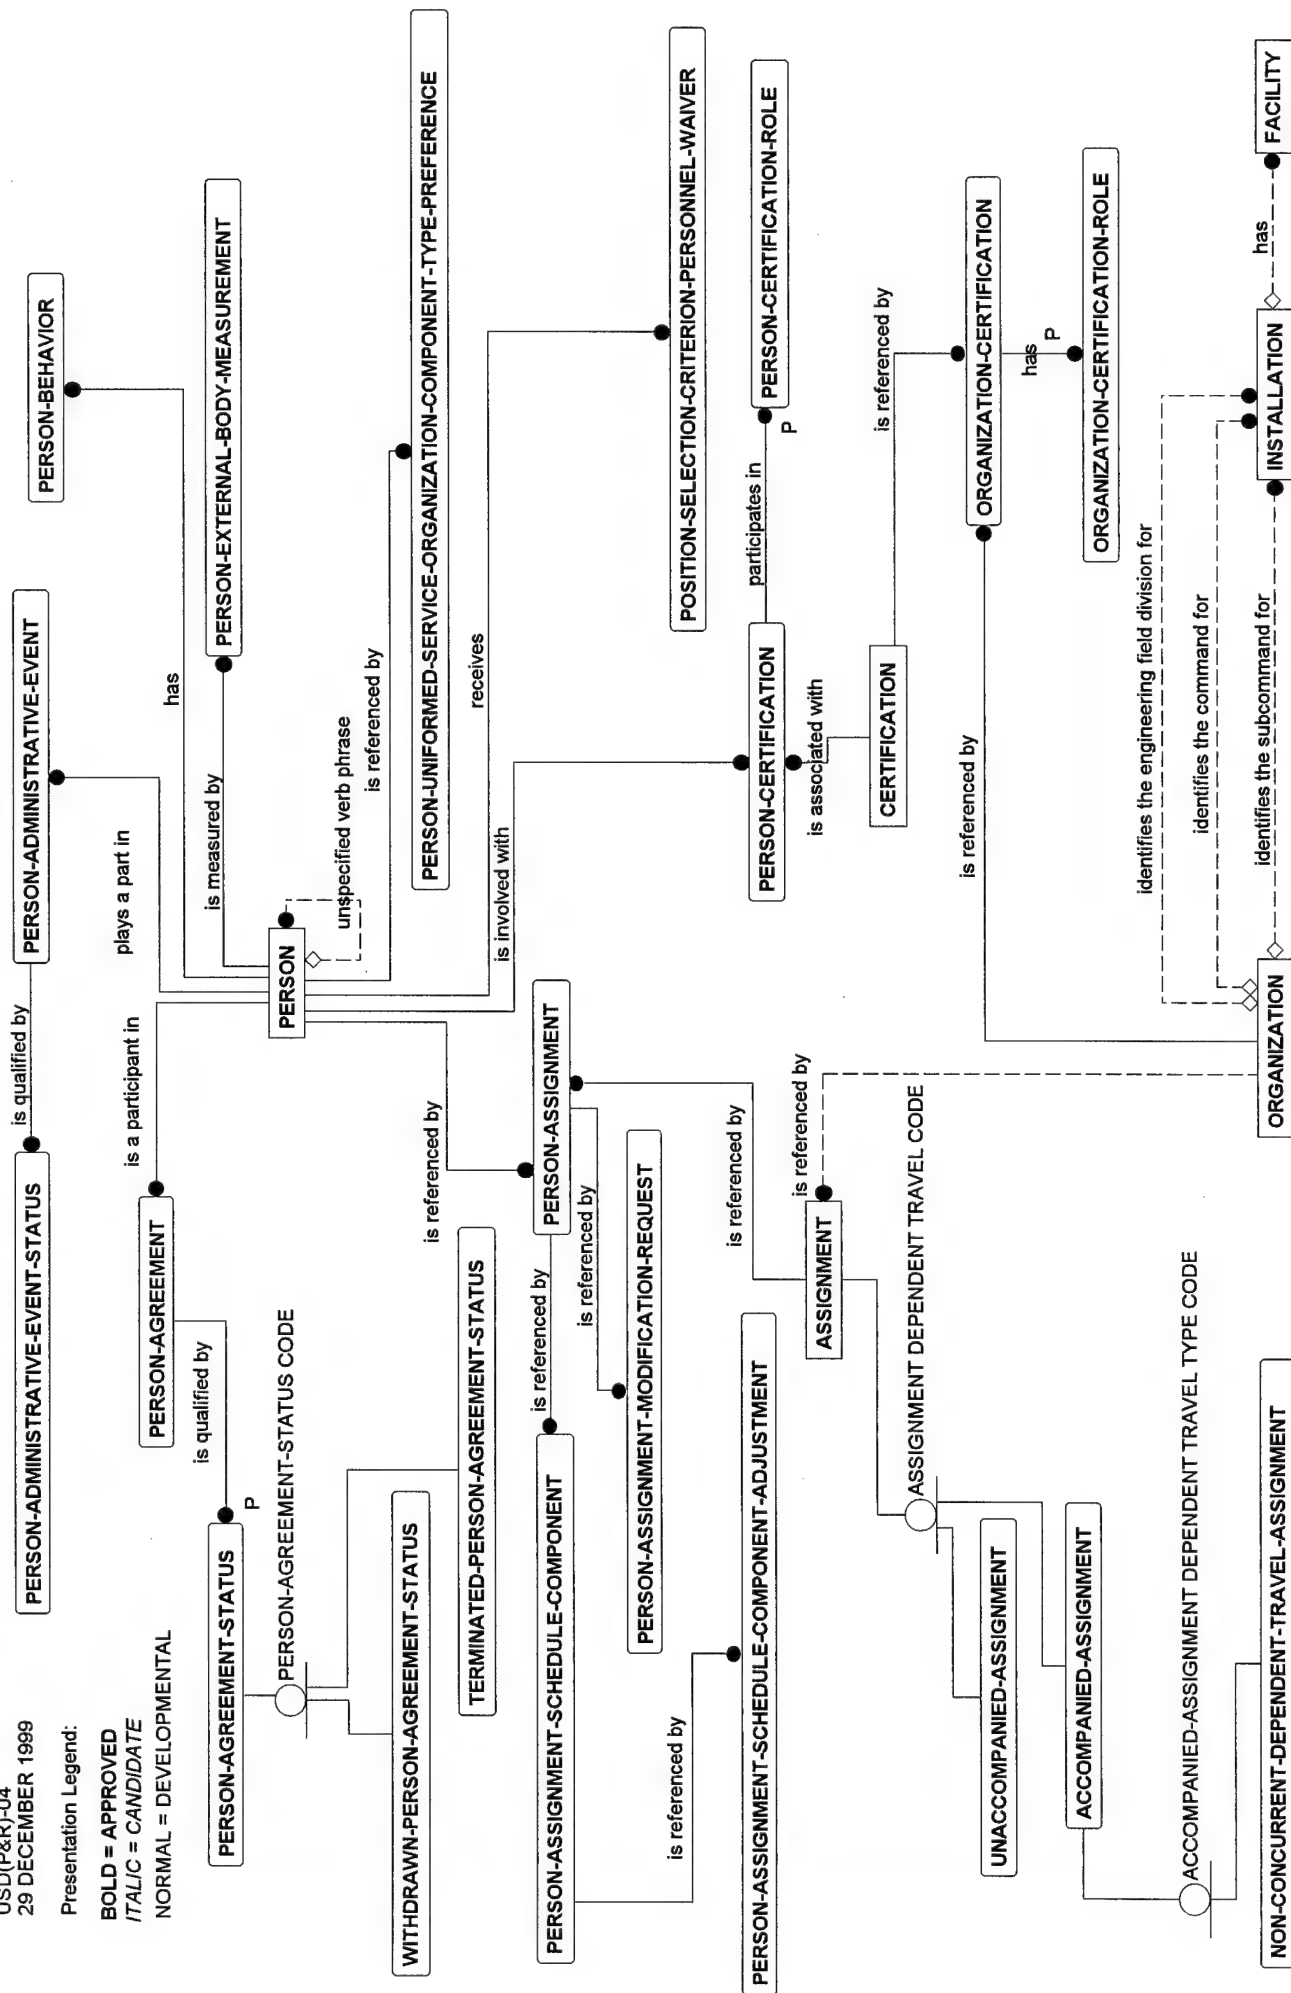 USD(P&R)-04
29 DECEMBER 1999
Presentation Legend:
BOLD = APPROVED
ITALIC = CANDIDATE
NORMAL = DEVELOPMENTAL
PERSON-ADMINISTRATIVE-EVENT-STATUS
is qualified by
PERSON-ADMINISTRATIVE-EVENT
PERSON-BEHAVIOR
plays a part in
has
is a participant in
PERSON-AGREEMENT
is qualified by
P
PERSON-AGREEMENT-STATUS
PERSON-AGREEMENT-STATUS CODE
is measured by
PERSON-EXTERNAL-BODY-MEASUREMENT
PERSON
unspecified verb phrase
is referenced by
PERSON-UNIFORMED-SERVICE-ORGANIZATION-COMPONENT-TYPE-PREFERENCE
WITHDRAWN-PERSON-AGREEMENT-STATUS
TERMINATED-PERSON-AGREEMENT-STATUS
is referenced by
is involved with
receives
PERSON-ASSIGNMENT-SCHEDULE-COMPONENT
is referenced by
PERSON-ASSIGNMENT
is referenced by
PERSON-ASSIGNMENT-MODIFICATION-REQUEST
POSITION-SELECTION-CRITERION-PERSONNEL-WAIVER
is referenced by
PERSON-ASSIGNMENT-SCHEDULE-COMPONENT-ADJUSTMENT
is referenced by
PERSON-CERTIFICATION
participates in
P
PERSON-CERTIFICATION-ROLE
is associated with
ASSIGNMENT
is referenced by
CERTIFICATION
is referenced by
ASSIGNMENT DEPENDENT TRAVEL CODE
is referenced by
ORGANIZATION-CERTIFICATION
has
P
UNACCOMPANIED-ASSIGNMENT
ACCOMPANIED-ASSIGNMENT
ORGANIZATION-CERTIFICATION-ROLE
identifies the engineering field division for
ACCOMPANIED-ASSIGNMENT DEPENDENT TRAVEL TYPE CODE
identifies the command for
identifies the subcommand for
has
NON-CONCURRENT-DEPENDENT-TRAVEL-ASSIGNMENT
ORGANIZATION
INSTALLATION
FACILITY